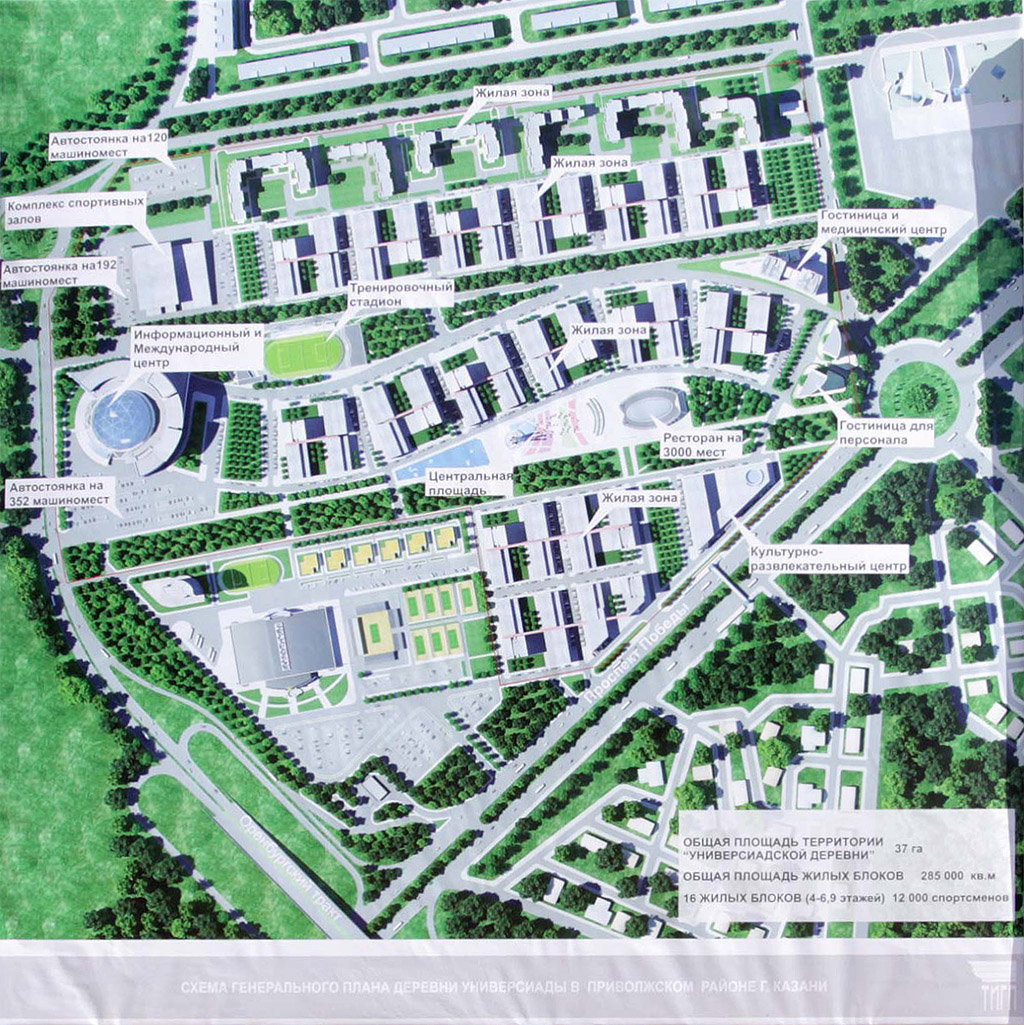 Жилая зона
Автостоянка на120
машиномест
Жилая зона
Комплекс спортивных
залов
Гостиница и
медицинский центр
Автостоянка на192
машиномест
Тренировочный
стадион
Информационный и
Международный
центр
Жилая зона
Гостиница для
персонала
Ресторан на
3000 мест
Центральная
площадь
Автостоянка на
352 машиномест
Жилая зона
Культурно-
развлекательный центр
Проспект Победы
Оренбургский тракт
ОБЩАЯ ПЛОЩАДЬ ТЕРРИТОРИИ
"УНИВЕРСИАДСКОЙ ДЕРЕВНИ" 37 га
ОБЩАЯ ПЛОЩАДЬ ЖИЛЫХ БЛОКОВ 285 000 кв.м
16 ЖИЛЫХ БЛОКОВ (4-6,9 этажей) 12 000 спортсменов
СХЕМА ГЕНЕРАЛЬНОГО ПЛАНА ДЕРЕВНИ УНИВЕРСИАДЫ В ПРИВОЛЖСКОМ РАЙОНЕ Г. КАЗАНИ